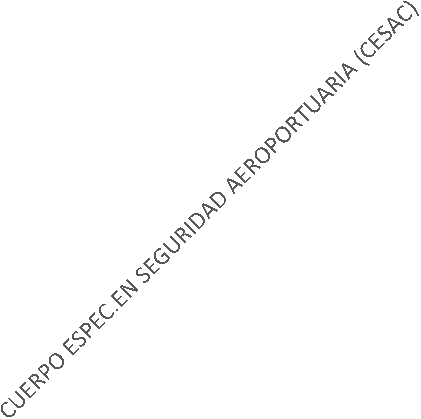 CUERPO ESPEC.EN SEGURIDAD AEROPORTUARIA (CESAC)